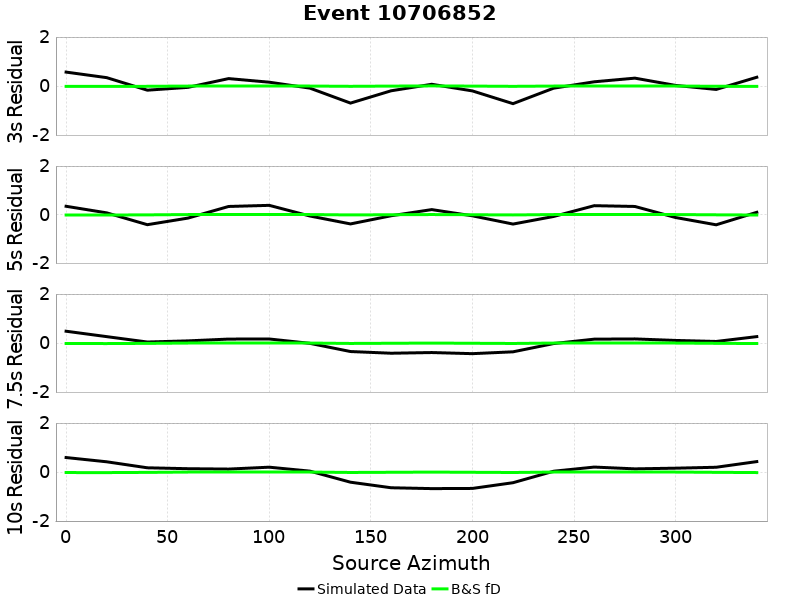 Event 10706852
3s Residual
2
0
-2
5s Residual
2
0
-2
7.5s Residual
2
0
-2
10s Residual
2
0
-2
0 50 100 150 200 250 300
Source Azimuth
Simulated Data B&S fD